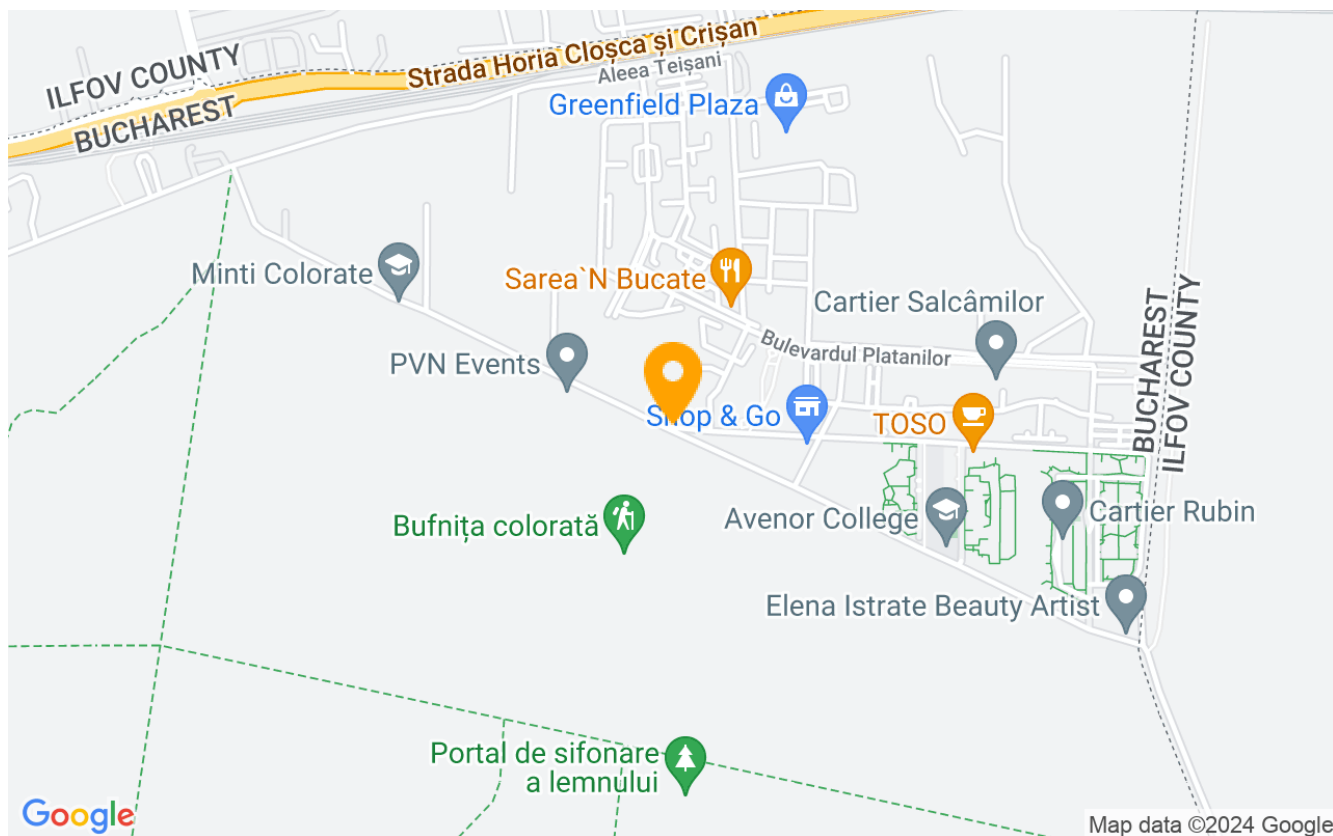 Strada Horia Cloșca și Crișan
ILFOV COUNTY
Aleea Teișani
BUCHAREST
Greenfield Plaza
Minti Colorate
Sarea`N Bucate
Cartier Salcâmilor
BUCHAREST
ILFOV COUNTY
Bulevardul Platanilor
PVN Events
Shop & Go
TOSO
Avenor College
Cartier Rubin
Bufnița colorată
Elena Istrate Beauty Artist
Portal de sifonare
a lemnului
Google
Map data ©2024 Google